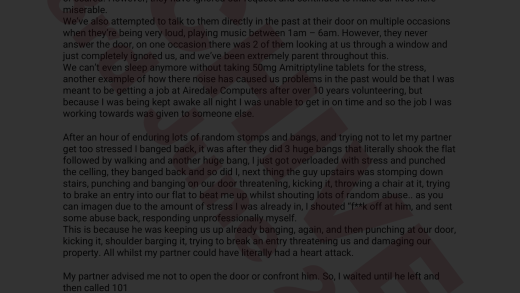 miserable.
We've also attempted to talk to them directly in the past at their door on multiple occasions
when they're being very loud, playing music between 1am – 6am. However, they never
answer the door, on one occasion there was 2 of them looking at us through a window and
just completely ignored us, and we've been extremely parent throughout this.
We can't even sleep anymore without taking 50mg Amitriptyline tablets for the stress,
another example of how there noise has caused us problems in the past would be that I was
meant to be getting a job at Airedale Computers after over 10 years volunteering, but
because I was being kept awake all night I was unable to get in on time and so the job I was
working towards was given to someone else.
After an hour of enduring lots of random stomps and bangs, and trying not to let my partner
get too stressed I banged back, it was after they did 3 huge bangs that literally shook the flat
followed by walking and another huge bang, I just got overloaded with stress and punched
the celling, they banged back and so did I, next thing the guy upstairs was stomping down
stairs, punching and banging on our door threatening, kicking it, throwing a chair at it, trying
to brake an entry into our flat to beat me up whilst shouting lots of random abuse.. as you
can imagen due to the amount of stress I was already in, I shouted "f**k off at him, and sent
some abuse back, responding unprofessionally myself.
This is because he was keeping us up already banging, again, and then punching at our door,
kicking it, shoulder barging it, trying to break an entry threatening us and damaging our
property. All whilst my partner could have literally had a heart attack.
My partner advised me not to open the door or confront him. So, I waited until he left and
then called 101